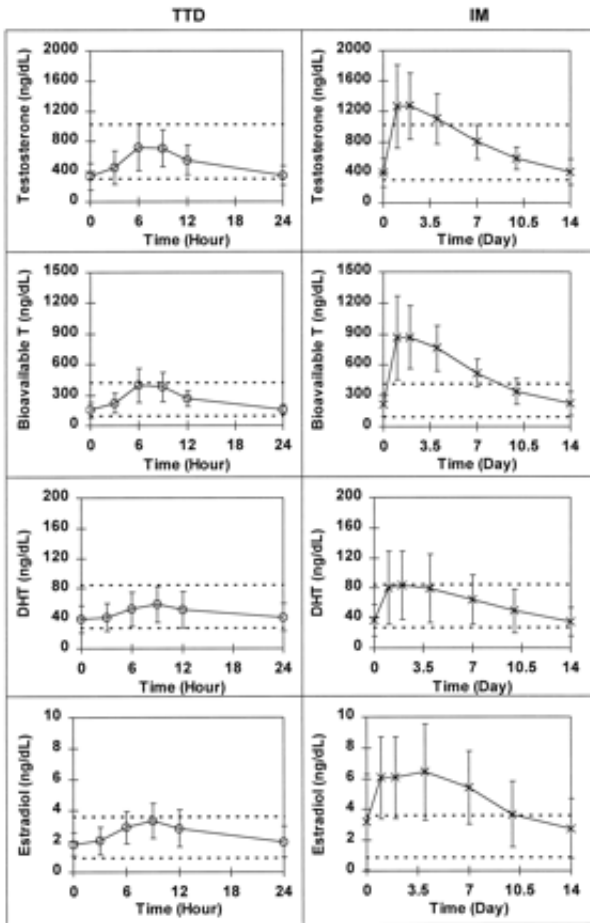 TTD IM
Testosterone (ng/dL)
2000
1600
1200
800
400
0
0 6 12 18 24
Time (Hour)
Testosterone (ng/dL)
2000
1600
1200
800
400
0
0 3.5 7 10.5 14
Time (Day)
Bioavailable T (ng/dL)
1500
1200
900
600
300
0
0 6 12 18 24
Time (Hour)
Bioavailable T (ng/dL)
1500
1200
900
600
300
0
0 3.5 7 10.5 14
Time (Day)
DHT (ng/dL)
200
160
120
80
40
0
0 6 12 18 24
Time (Hour)
DHT (ng/dL)
200
160
120
80
40
0
0 3.5 7 10.5 14
Time (Day)
Estradiol (ng/dL)
10
8
6
4
2
0
0 6 12 18 24
Time (Hour)
Estradiol (ng/dL)
10
8
6
4
2
0
0 3.5 7 10.5 14
Time (Day)